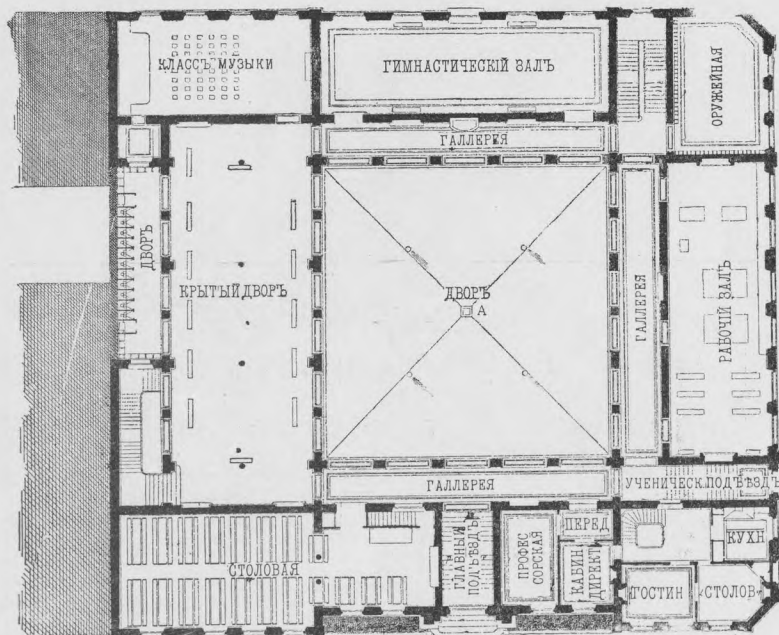 КЛАССЪ МУЗЫКИ
ГИМНАСТИЧЕСКІЙ ЗАЛЪ
ОРУЖЕЙНАЯ
ГАЛЛЕРЕЯ
ДВОРЪ
КРЫТЫЙ ДВОРЪ
ДВОРЪ
А
ГАЛЛЕРЕЯ
РАБОЧІЙ ЗАЛЪ
ГАЛЛЕРЕЯ
УЧЕНИЧЕСК. ПОДЪѢЗДЪ
СТОЛОВАЯ
ГЛАВНЫЙ
ПОДЪѢЗДЪ
ПРОФЕС
СОРСКАЯ
ПЕРЕД
КАБИН.
ДИРЕКТ.
КУХН
ГОСТИН
СТОЛОВ